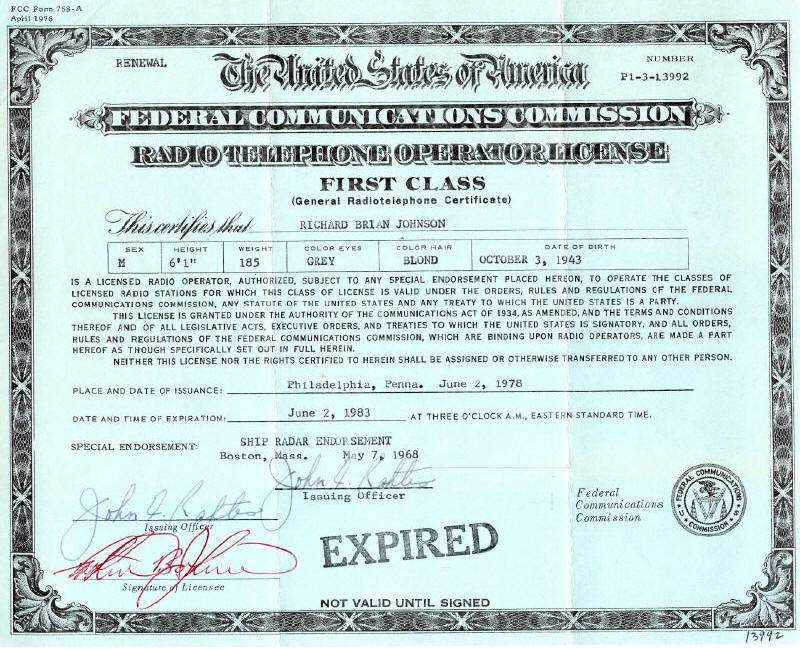 FCC Form 758-A
April 1976
RENEWAL
The United States of America
NUMBER
P1-3-13992
FEDERAL COMMUNICATIONS COMMISSION
RADIO TELEPHONE OPERATOR LICENSE
FIRST CLASS
(General Radiotelephone Certificate)
This certifies that RICHARD BRIAN JOHNSON
SEX HEIGHT WEIGHT COLOR EYES COLOR HAIR DATE OF BIRTH
M 6'1" 185 GREY BLOND OCTOBER 3, 1943
IS A LICENSED RADIO OPERATOR, AUTHORIZED, SUBJECT TO ANY SPECIAL ENDORSEMENT PLACED HEREON, TO OPERATE THE CLASSES OF
LICENSED RADIO STATIONS FOR WHICH THIS CLASS OF LICENSE IS VALID UNDER THE ORDERS, RULES AND REGULATIONS OF THE FEDERAL
COMMUNICATIONS COMMISSION, ANY STATUTE OF THE UNITED STATES AND ANY TREATY TO WHICH THE UNITED STATES IS A PARTY.
THIS LICENSE IS GRANTED UNDER THE AUTHORITY OF THE COMMUNICATIONS ACT OF 1934, AS AMENDED, AND THE TERMS AND CONDITIONS
THEREOF AND OF ALL LEGISLATIVE ACTS, EXECUTIVE ORDERS, AND TREATIES TO WHICH THE UNITED STATES IS SIGNATORY, AND ALL ORDERS,
RULES AND REGULATIONS OF THE FEDERAL COMMUNICATIONS COMMISSION, WHICH ARE BINDING UPON RADIO OPERATORS, ARE MADE A PART
HEREOF AS THOUGH SPECIFICALLY SET OUT IN FULL HEREIN.
NEITHER THIS LICENSE NOR THE RIGHTS CERTIFIED TO HEREIN SHALL BE ASSIGNED OR OTHERWISE TRANSFERRED TO ANY OTHER PERSON.
PLACE AND DATE OF ISSUANCE: Philadelphia, Penna. June 2, 1978
DATE AND TIME OF EXPIRATION: June 2, 1983 AT THREE O'CLOCK A.M., EASTERN STANDARD TIME.
SPECIAL ENDORSEMENT: SHIP RADAR ENDORSEMENT
Boston, Mass. May 7, 1968
John
Issuing Officer
John
Issuing Officer
Federal
Communications
Commission
FEDERAL COMMUNICATIONS COMMISSION
EXPIRED
Signature of Licensee
NOT VALID UNTIL SIGNED
13992